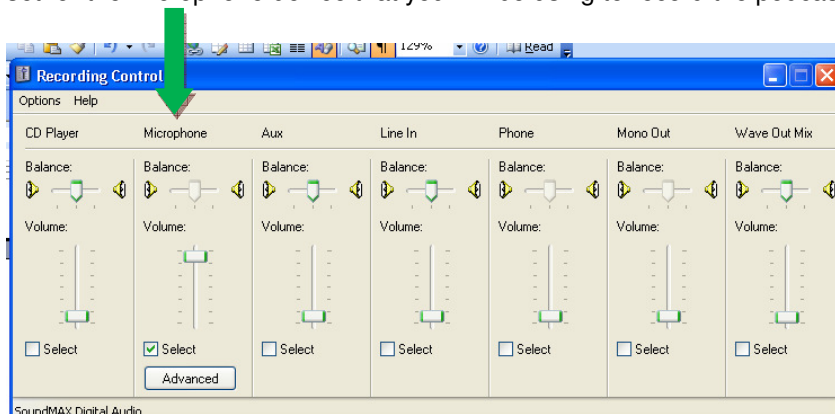 129% Read
Recording Control
Options Help
CD Player Microphone Aux Line In Phone Mono Out Wave Out Mix
Balance: Balance: Balance: Balance: Balance: Balance: Balance:
Volume: Volume: Volume: Volume: Volume: Volume: Volume:
Select Select Select Select Select Select Select
Advanced
SoundMAX Digital Audio